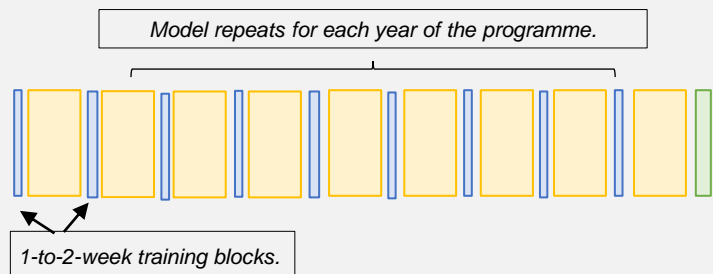 Model repeats for each year of the programme.
1-to-2-week training blocks.